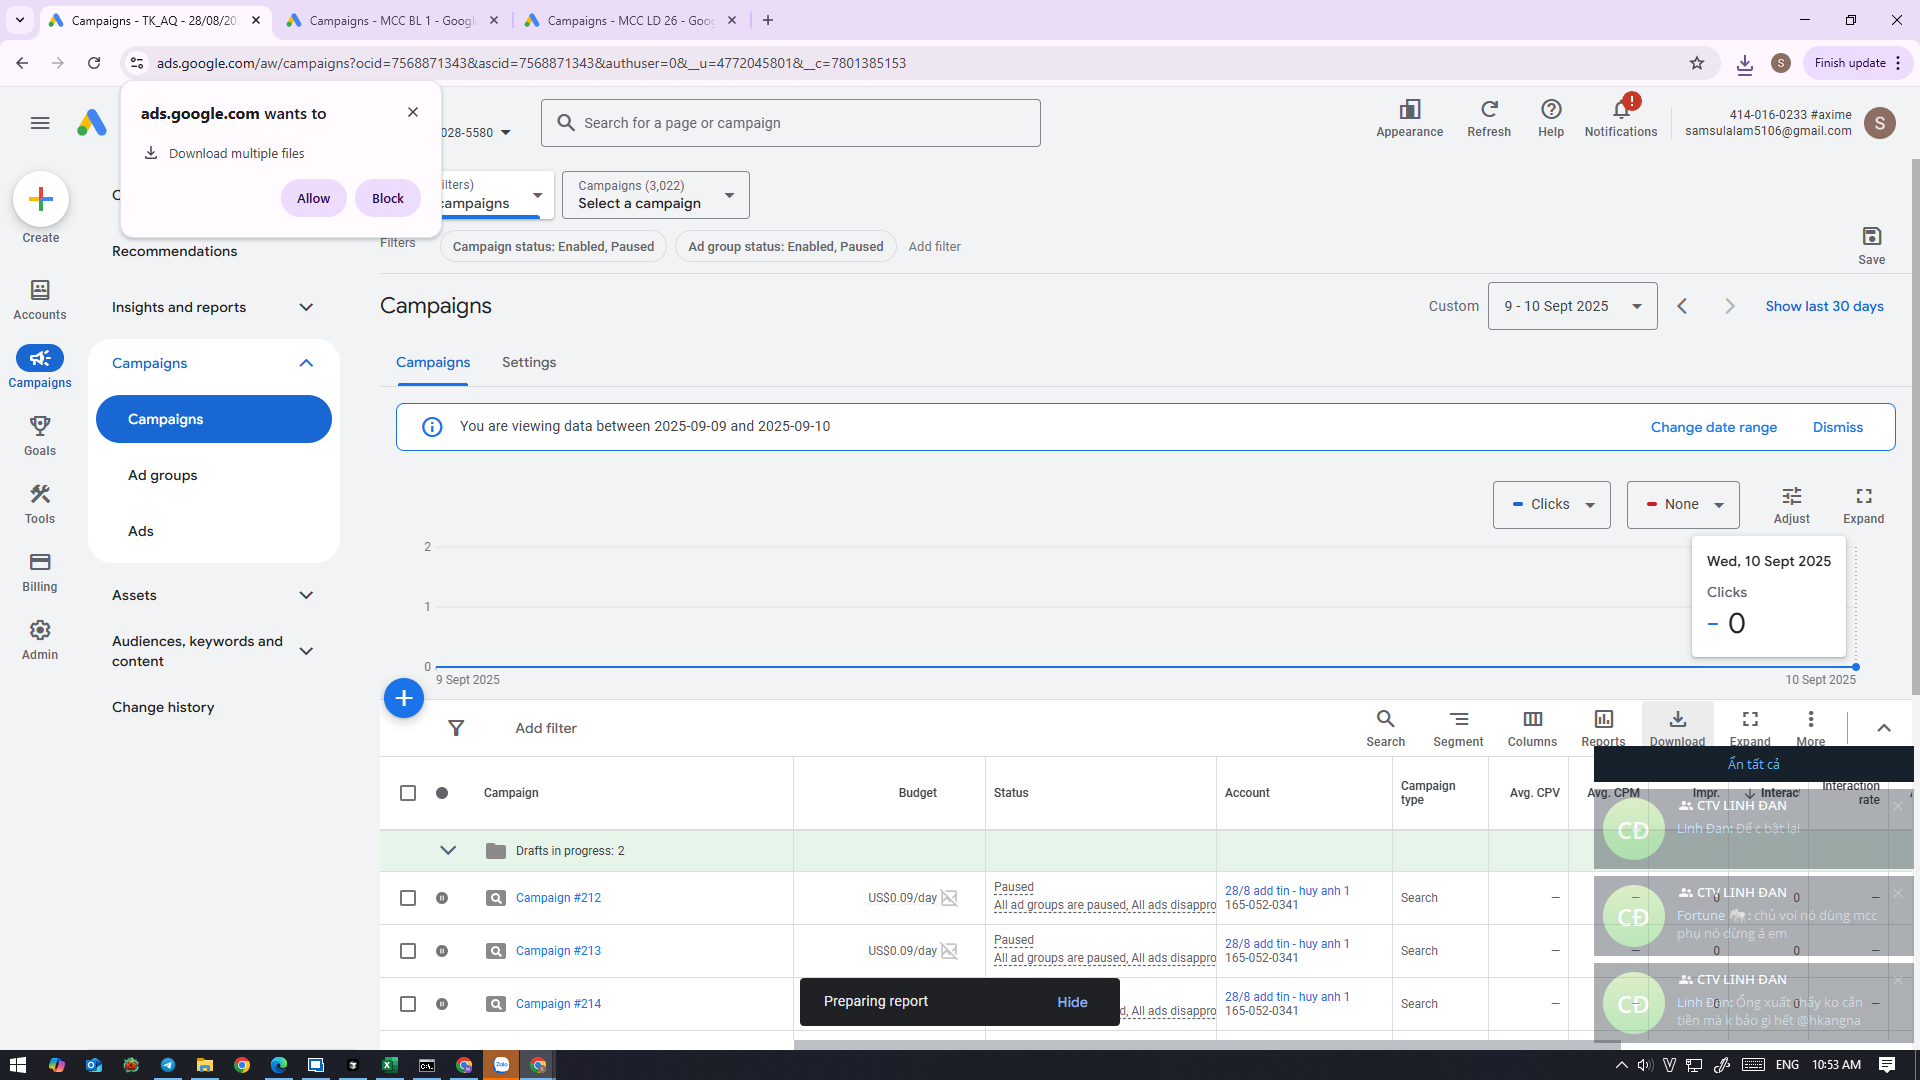 Campaigns - TK_AQ - 28/08/20
Campaigns - MCC BL 1 - Google
Campaigns - MCC LD 26 - Goog
ads.google.com/aw/campaigns?ocid=7568871343&ascid=7568871343&authuser=0&__u=4772045801&__c=7801385153
S
Finish update
ads.google.com wants to
Download multiple files
Allow
Block
028-5580
Search for a page or campaign
Appearance
Refresh
Help
!
Notifications
414-016-0233 #axime
samsulalam5106@gmail.com
S
Create
Accounts
Campaigns
Goals
Tools
Billing
Admin
Recommendations
Insights and reports
Campaigns
Campaigns
Ad groups
Ads
Assets
Audiences, keywords and
content
Change history
ilters)
campaigns
Campaigns (3,022)
Select a campaign
Filters
Campaign status: Enabled, Paused
Ad group status: Enabled, Paused
Add filter
Save
Campaigns
Custom
9 - 10 Sept 2025
Show last 30 days
Campaigns
Settings
You are viewing data between 2025-09-09 and 2025-09-10
Change date range
Dismiss
Clicks
None
Adjust
Expand
2
1
0
9 Sept 2025
10 Sept 2025
Wed, 10 Sept 2025
Clicks
0
Add filter
Search
Segment
Columns
Reports
Download
Expand
More
Campaign
Budget
Status
Account
Campaign
type
Avg. CPV
Avg. CPM
Impr.
Interac
Interaction
rate
Drafts in progress: 2
Campaign #212
US$0.09/day
Paused
All ad groups are paused, All ads disappro
28/8 add tin - huy anh 1
165-052-0341
Search
—
—
0
0
—
Campaign #213
US$0.09/day
Paused
All ad groups are paused, All ads disappro
28/8 add tin - huy anh 1
165-052-0341
Search
—
—
0
0
—
Campaign #214
d, All ads disappro
28/8 add tin - huy anh 1
165-052-0341
Search
—
—
0
0
—
Preparing report
Hide
Ẩn tất cả
CĐ
CTV LINH ĐAN
Linh Đan: Để c bật lại
CĐ
CTV LINH ĐAN
Fortune 🐘: chủ voi nó dùng mcc
phụ nó dừng á em
CĐ
CTV LINH ĐAN
Linh Đan: Ổng xuất thấy ko cắn
tiền mà k bảo gì hết @hkangna
Zalo
ENG
10:53 AM